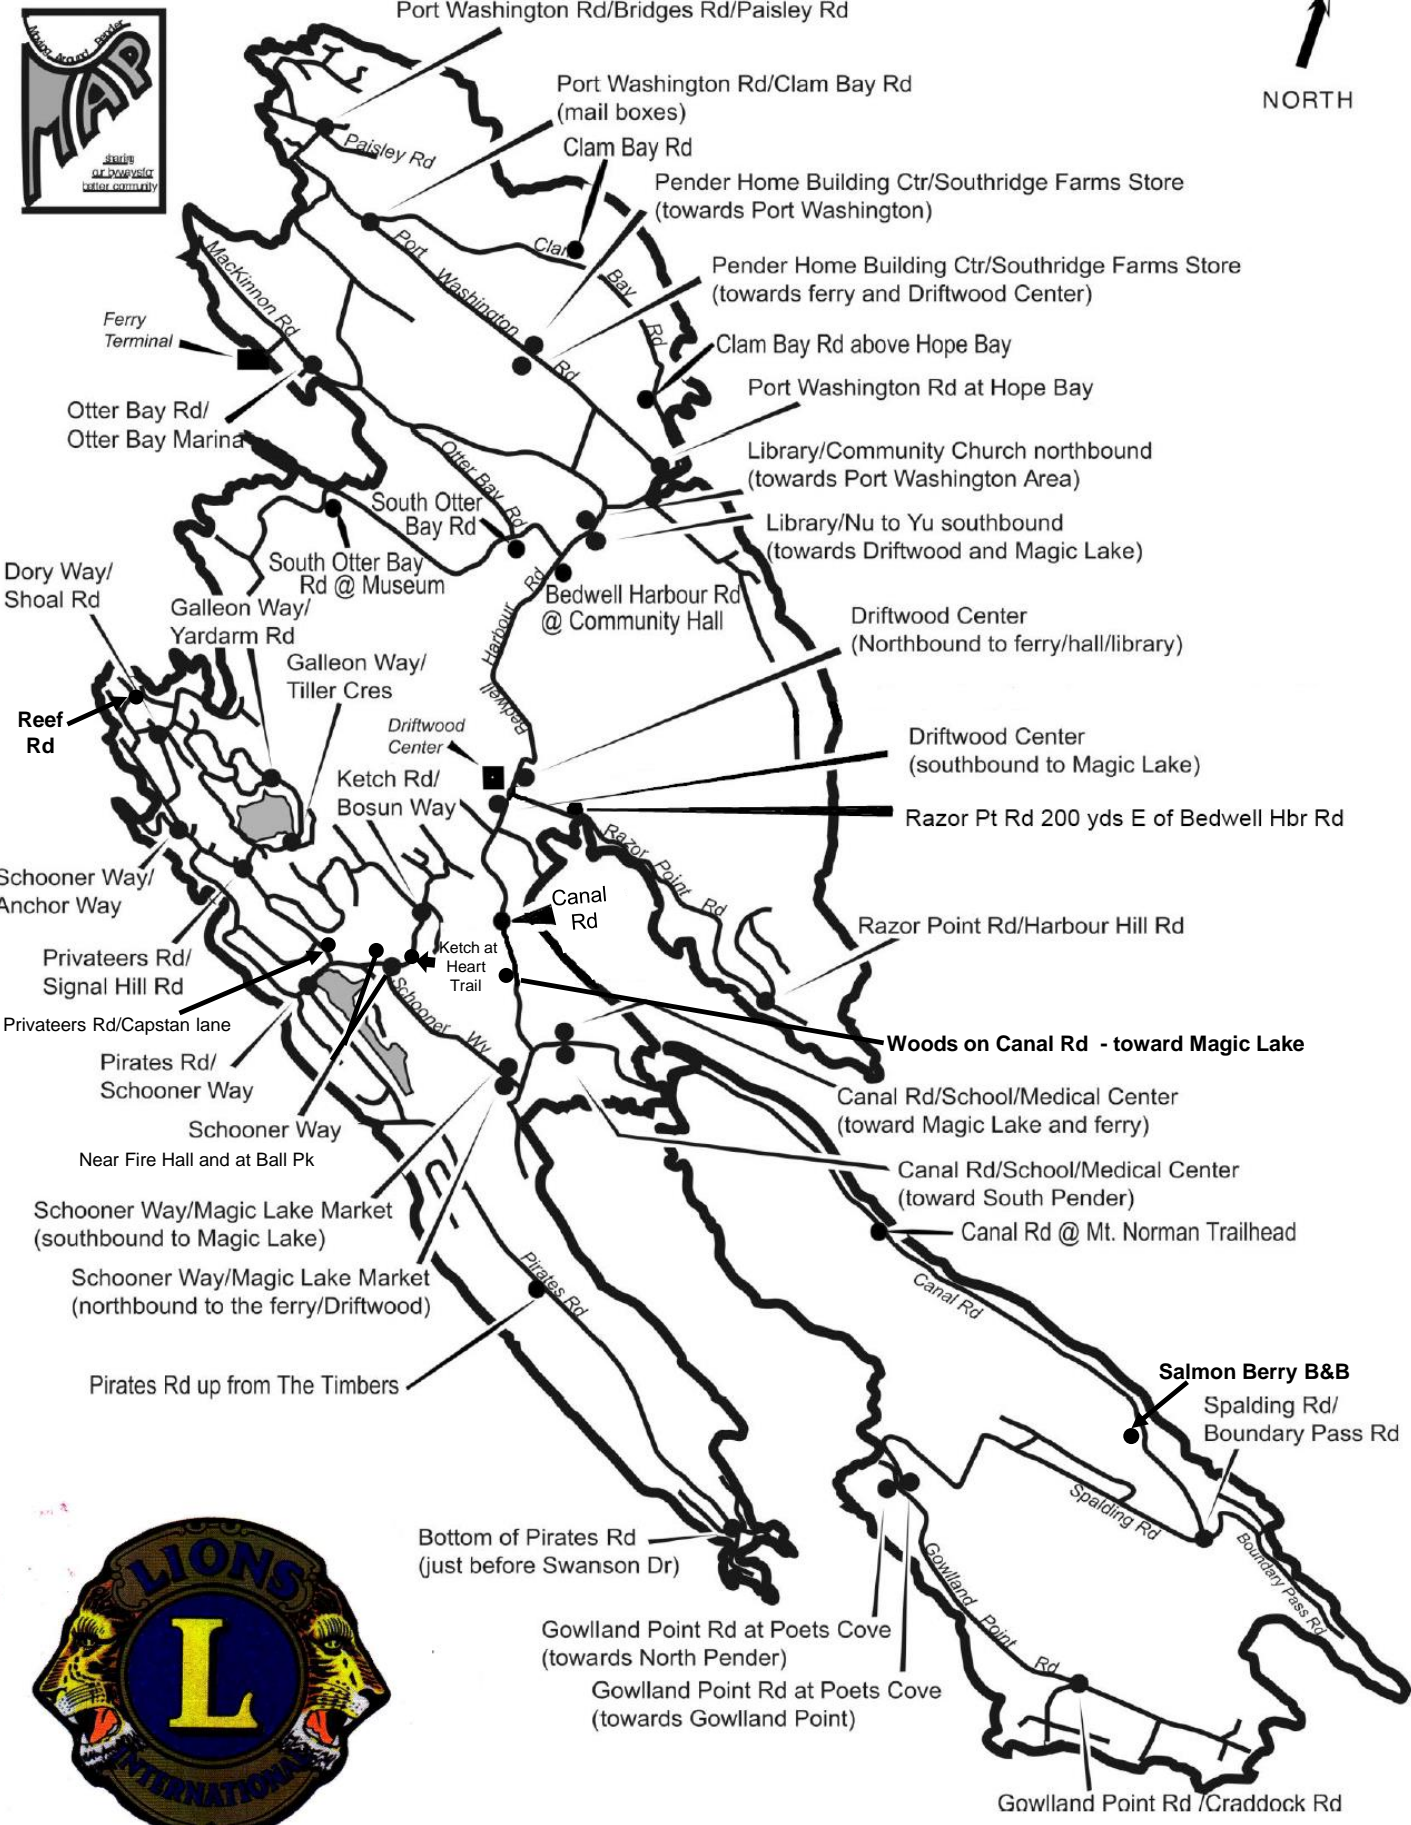 Port Washington Rd/Bridges Rd/Paisley Rd
Moving Around Pender
MAP
sharing
our byways for
better community
NORTH
Port Washington Rd/Clam Bay Rd
(mail boxes)
Clam Bay Rd
Paisley Rd
Pender Home Building Ctr/Southridge Farms Store
(towards Port Washington)
Clam
Bay
Rd
Port
Washington
Rd
Pender Home Building Ctr/Southridge Farms Store
(towards ferry and Driftwood Center)
MacKinnon Rd
Ferry
Terminal
Clam Bay Rd above Hope Bay
Port Washington Rd at Hope Bay
Otter Bay Rd/
Otter Bay Marina
Library/Community Church northbound
(towards Port Washington Area)
Otter Bay Rd
South Otter
Bay Rd
Library/Nu to Yu southbound
(towards Driftwood and Magic Lake)
South Otter Bay
Rd @ Museum
Dory Way/
Shoal Rd
Bedwell Harbour Rd
@ Community Hall
Galleon Way/
Yardarm Rd
Bedwell
Harbour
Rd
Driftwood Center
(Northbound to ferry/hall/library)
Galleon Way/
Tiller Cres
Reef
Rd
Driftwood
Center
Driftwood Center
(southbound to Magic Lake)
Ketch Rd/
Bosun Way
Razor Pt Rd 200 yds E of Bedwell Hbr Rd
Razor Point Rd
Schooner Way/
Anchor Way
Canal
Rd
Razor Point Rd/Harbour Hill Rd
Privateers Rd/
Signal Hill Rd
Ketch at
Heart
Trail
Privateers Rd/Capstan lane
Schooner Wy
Woods on Canal Rd - toward Magic Lake
Pirates Rd/
Schooner Way
Canal Rd/School/Medical Center
(toward Magic Lake and ferry)
Schooner Way
Near Fire Hall and at Ball Pk
Canal Rd/School/Medical Center
(toward South Pender)
Schooner Way/Magic Lake Market
(southbound to Magic Lake)
Canal Rd @ Mt. Norman Trailhead
Schooner Way/Magic Lake Market
(northbound to the ferry/Driftwood)
Pirates Rd
Canal Rd
Pirates Rd up from The Timbers
Salmon Berry B&B
Spalding Rd/
Boundary Pass Rd
Spalding Rd
Bottom of Pirates Rd
(just before Swanson Dr)
Boundary Pass Rd
Gowlland Point Rd
Gowlland Point Rd at Poets Cove
(towards North Pender)
Gowlland Point Rd at Poets Cove
(towards Gowlland Point)
Gowlland Point Rd /Craddock Rd
LIONS
L
INTERNATIONAL